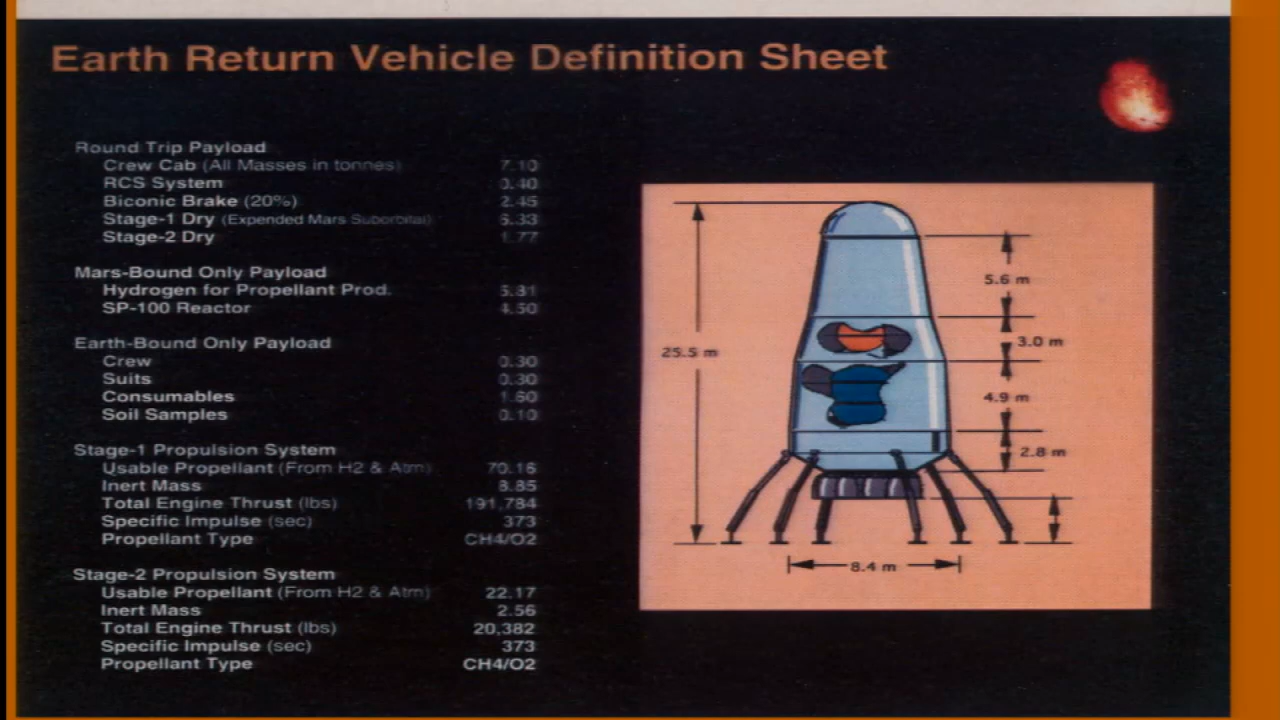 Earth Return Vehicle Definition Sheet
Round Trip Payload
Crew Cab (All Masses in tonnes) 7.10
RCS System 0.40
Biconic Brake (20%) 2.45
Stage-1 Dry (Expended Mars Suborbital) 6.33
Stage-2 Dry 1.77
Mars-Bound Only Payload
Hydrogen for Propellant Prod. 5.81
SP-100 Reactor 4.50
Earth-Bound Only Payload
Crew 0.30
Suits 0.30
Consumables 1.60
Soil Samples 0.10
Stage-1 Propulsion System
Usable Propellant (From H2 & Atm) 70.16
Inert Mass 8.85
Total Engine Thrust (lbs) 191,784
Specific Impulse (sec) 373
Propellant Type CH4/O2
Stage-2 Propulsion System
Usable Propellant (From H2 & Atm) 22.17
Inert Mass 2.56
Total Engine Thrust (lbs) 20,382
Specific Impulse (sec) 373
Propellant Type CH4/O2
5.6 m
3.0 m
25.5 m
4.9 m
2.8 m
8.4 m